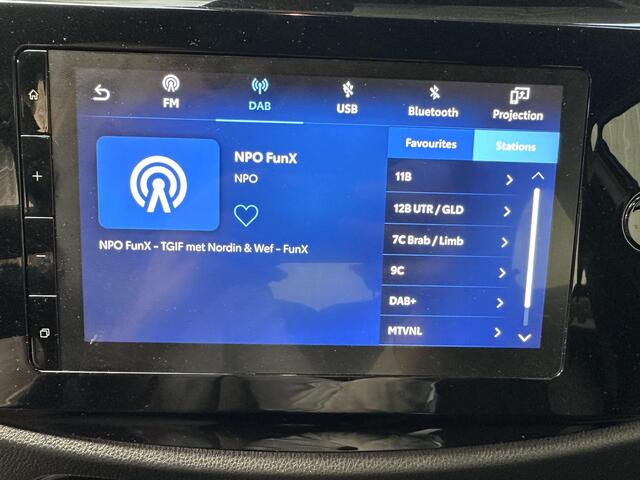 FM
DAB
USB
Bluetooth
Projection
NPO FunX
NPO
NPO FunX - TGIF met Nordin & Wef - FunX
Favourites
Stations
11B
12B UTR / GLD
7C Brab / Limb
9C
DAB+
MTVNL